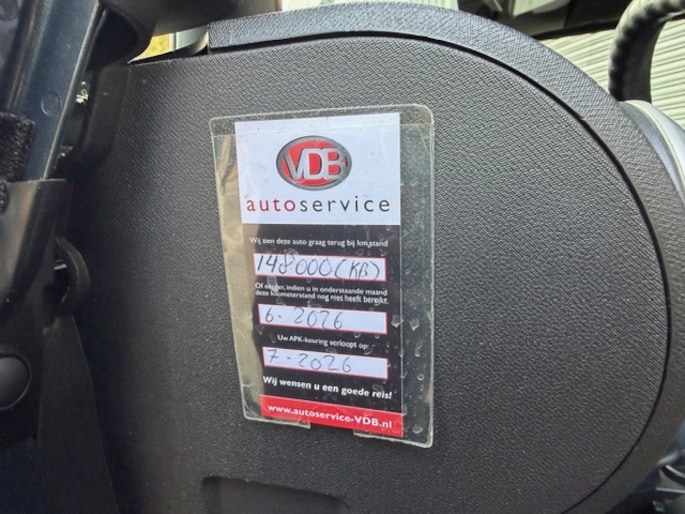 VDB
autoservice
Wij zien deze auto graag terug bij km.stand
148000 (KB)
Of eerder, indien u in onderstaande maand
deze kilometerstand nog niet heeft bereikt.
6-2026
Uw APK-keuring verloopt op:
7-2026
Wij wensen u een goede reis!
www.autoservice-VDB.nl